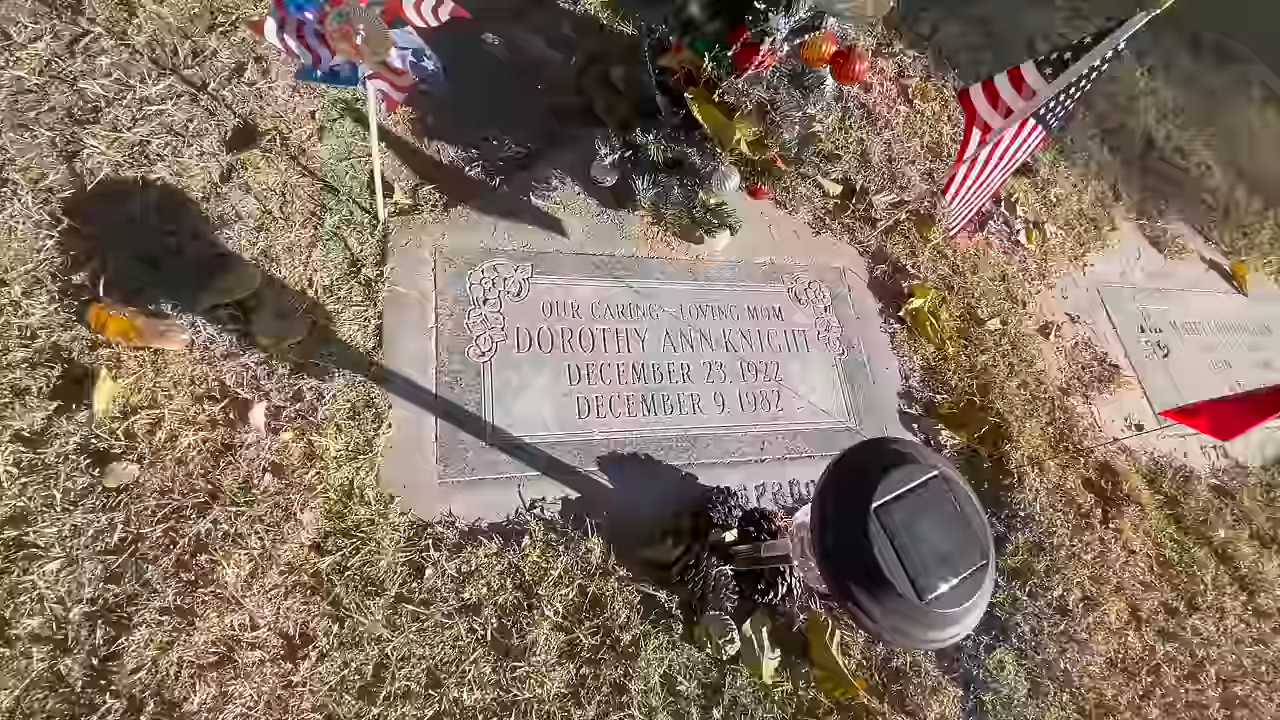 OUR CARING - LOVING MOM
DOROTHY ANN KNIGHT
DECEMBER 23, 1922
DECEMBER 9, 1982